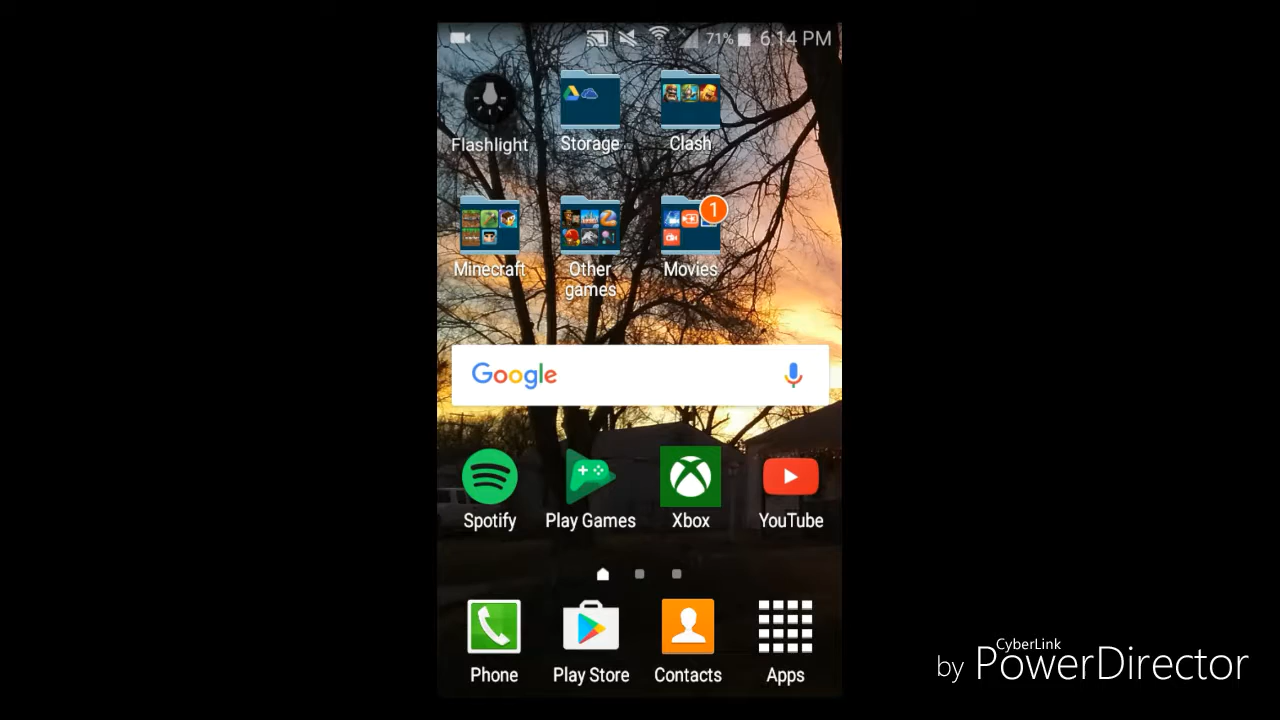 71% 6:14 PM
Flashlight Storage Clash
1
Minecraft Other games Movies
Google
Spotify Play Games Xbox YouTube
Phone Play Store Contacts Apps
by CyberLink PowerDirector